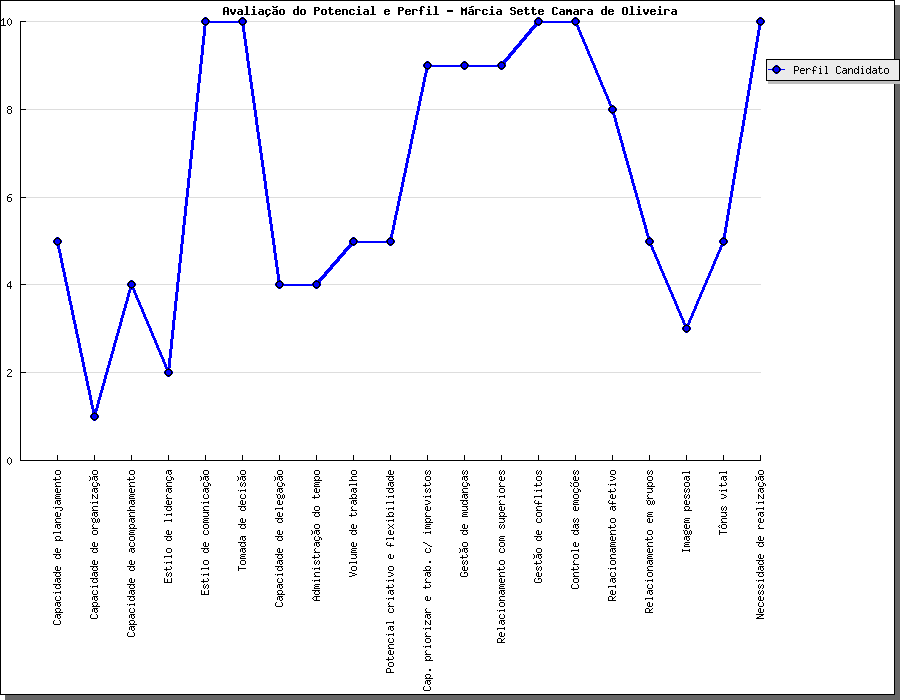 Avaliação do Potencial e Perfil - Márcia Sette Camara de Oliveira
Perfil Candidato
10
8
6
4
2
0
Capacidade de planejamento
Capacidade de organização
Capacidade de acompanhamento
Estilo de liderança
Estilo de comunicação
Tomada de decisão
Capacidade de delegação
Administração do tempo
Volume de trabalho
Potencial criativo e flexibilidade
Cap. priorizar e trab. c/ imprevistos
Gestão de mudanças
Relacionamento com superiores
Gestão de conflitos
Controle das emoções
Relacionamento afetivo
Relacionamento em grupos
Imagem pessoal
Tônus vital
Necessidade de realização